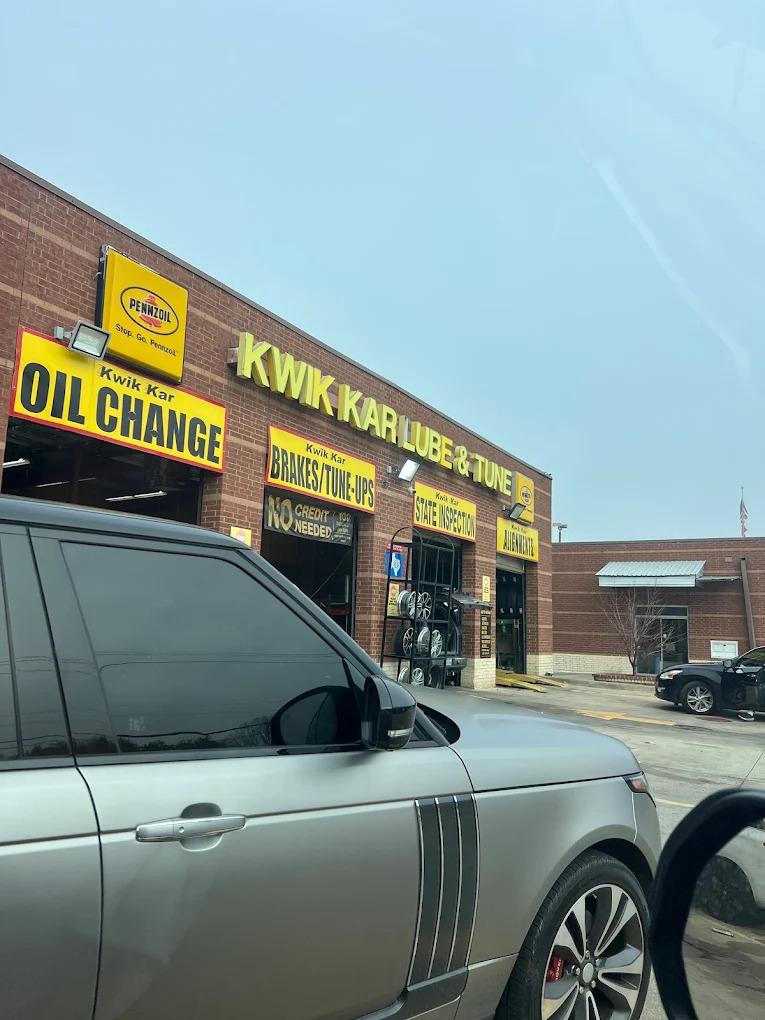 PENNZOIL
Stop. Go. Pennzoil
Kwik Kar
OIL CHANGE
KWIK KAR LUBE & TUNE
Kwik Kar
BRAKES/TUNE-UPS
NO CREDIT
NEEDED
YOU
Kwik Kar
STATE INSPECTION
Kwik Kar
ALIGNMENTS